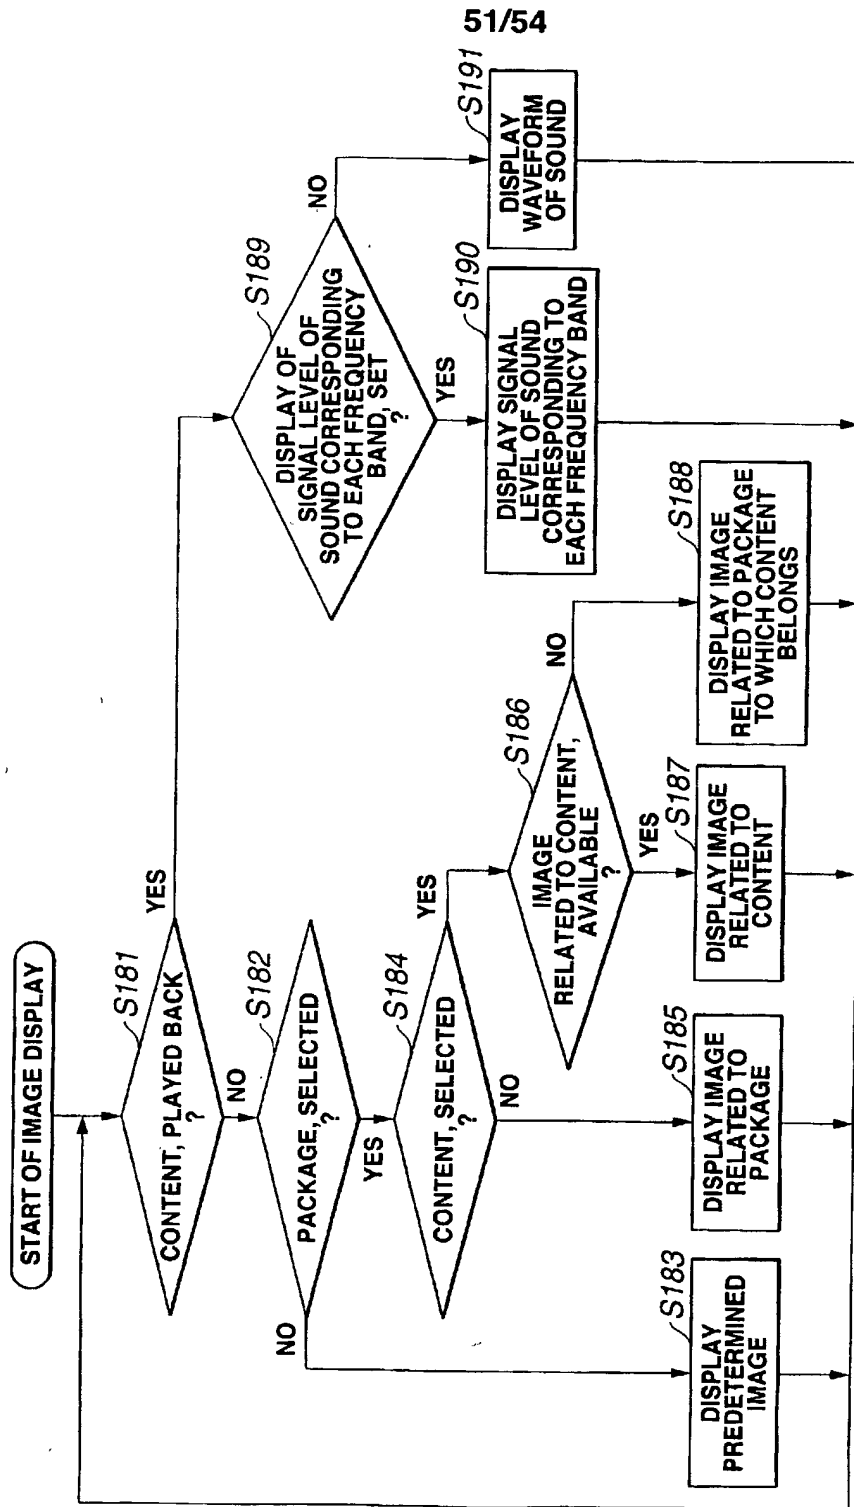 51/54
START OF IMAGE DISPLAY
S181
CONTENT, PLAYED BACK
?
YES
NO
S182
PACKAGE, SELECTED
?
NO
YES
S184
CONTENT, SELECTED
?
YES
NO
S189
DISPLAY OF
SIGNAL LEVEL OF
SOUND CORRESPONDING
TO EACH FREQUENCY
BAND, SET
?
NO
YES
S186
IMAGE
RELATED TO CONTENT,
AVAILABLE
?
NO
YES
S183
DISPLAY
PREDETERMINED
IMAGE
S185
DISPLAY IMAGE
RELATED TO
PACKAGE
S187
DISPLAY IMAGE
RELATED TO
CONTENT
S188
DISPLAY IMAGE
RELATED TO PACKAGE
TO WHICH CONTENT
BELONGS
S190
DISPLAY SIGNAL
LEVEL OF SOUND
CORRESPONDING TO
EACH FREQUENCY BAND
S191
DISPLAY
WAVEFORM
OF SOUND